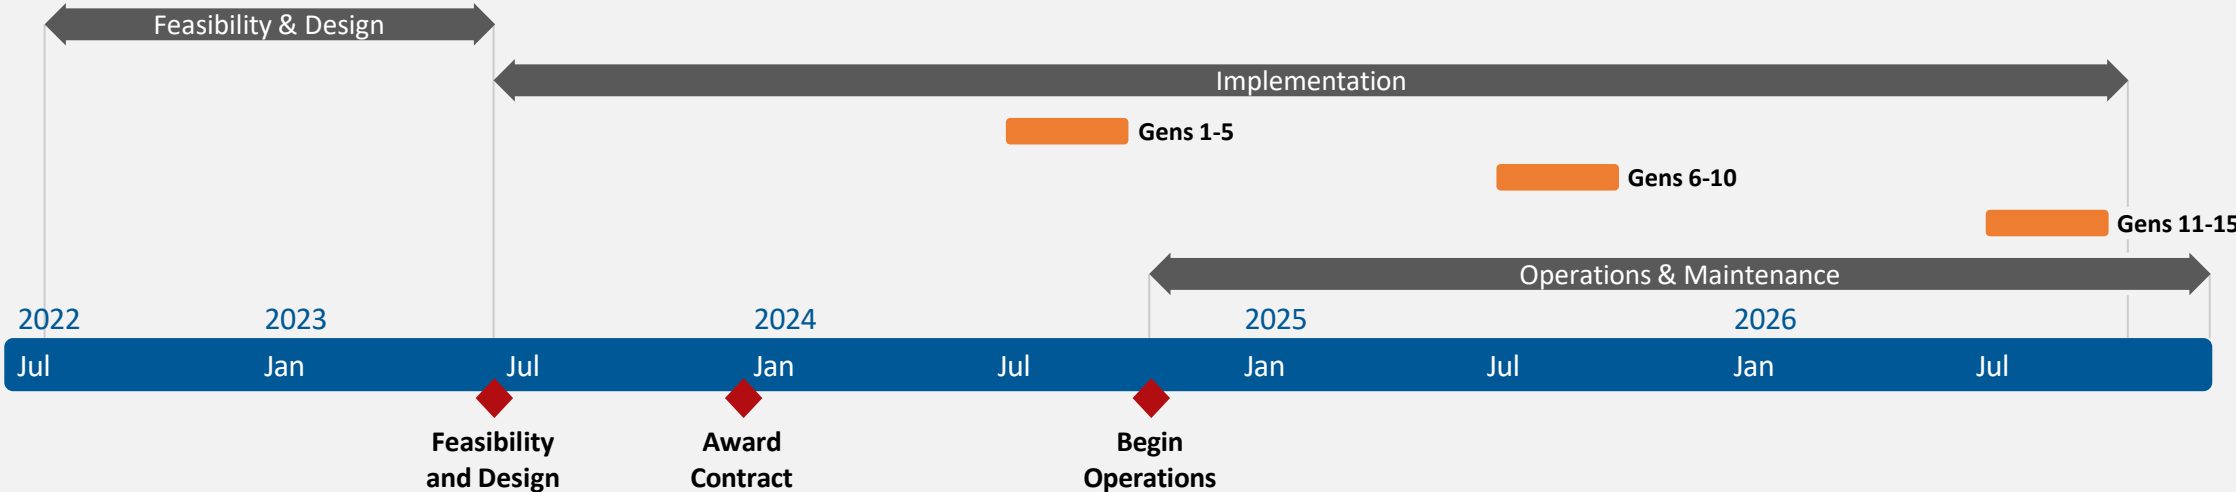 Feasibility & Design
Implementation
Gens 1-5
Gens 6-10
Gens 11-15
Operations & Maintenance
2022 2023 2024 2025 2026
Jul Jan Jul Jan Jul Jan Jul Jan Jul
Feasibility and Design
Award Contract
Begin Operations